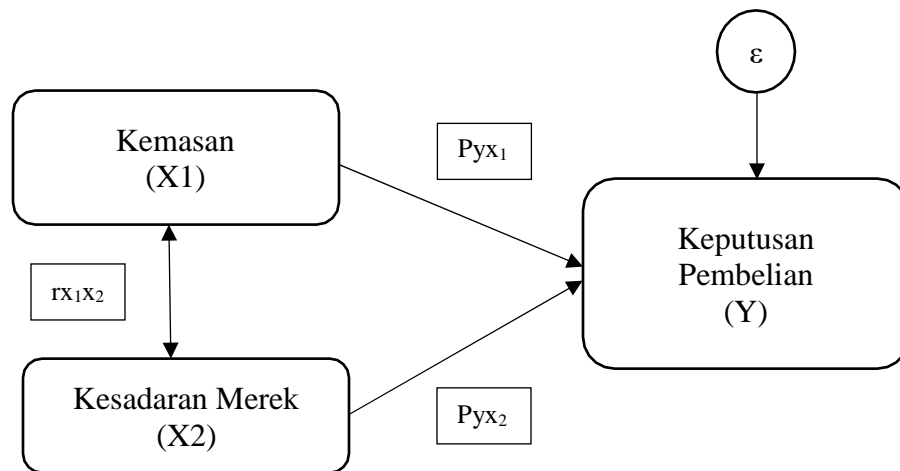 ε
Kemasan
(X1)
Pyx₁
Keputusan
Pembelian
(Y)
rx₁x₂
Kesadaran Merek
(X2)
Pyx₂